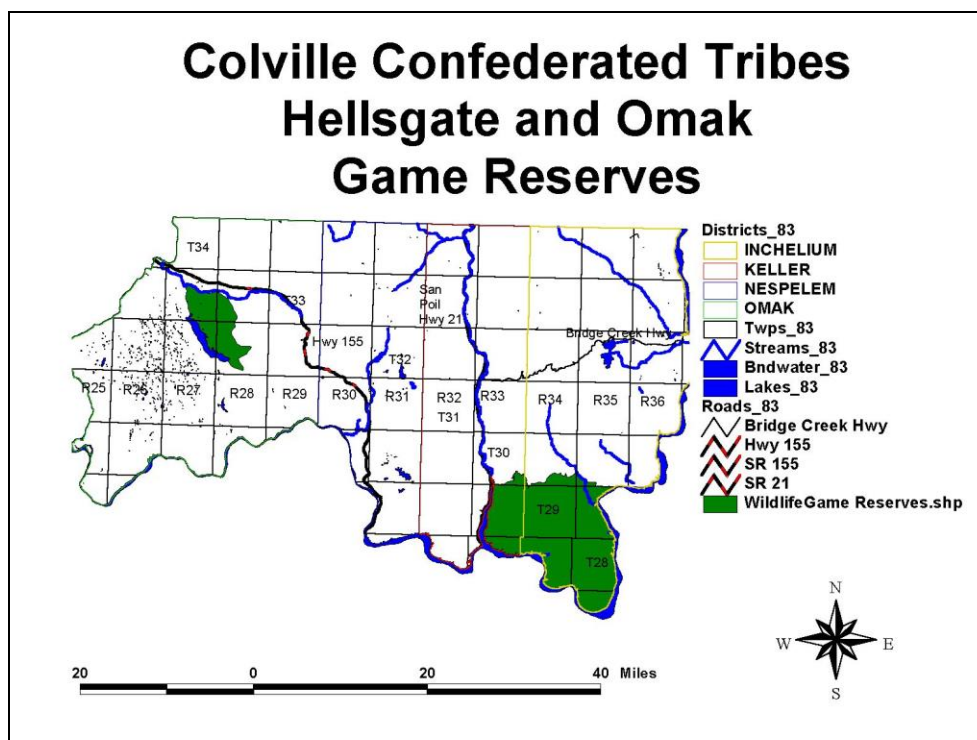 Colville Confederated Tribes
Hellsgate and Omak
Game Reserves
Districts_83
INCHELIUM
KELLER
NESPELEM
OMAK
Twps_83
Streams_83
Bndwater_83
Lakes_83
Roads_83
Bridge Creek Hwy
Hwy 155
SR 155
SR 21
WildlifeGame Reserves.shp
T34
T33
San
Poil
Hwy 21
Hwy 155
Bridge Creek Hwy
T32
R25
R26
R27
R28
R29
R30
R31
R32
R33
R34
R35
R36
T31
T30
T29
T28
N
W
E
S
20
0
20
40
Miles